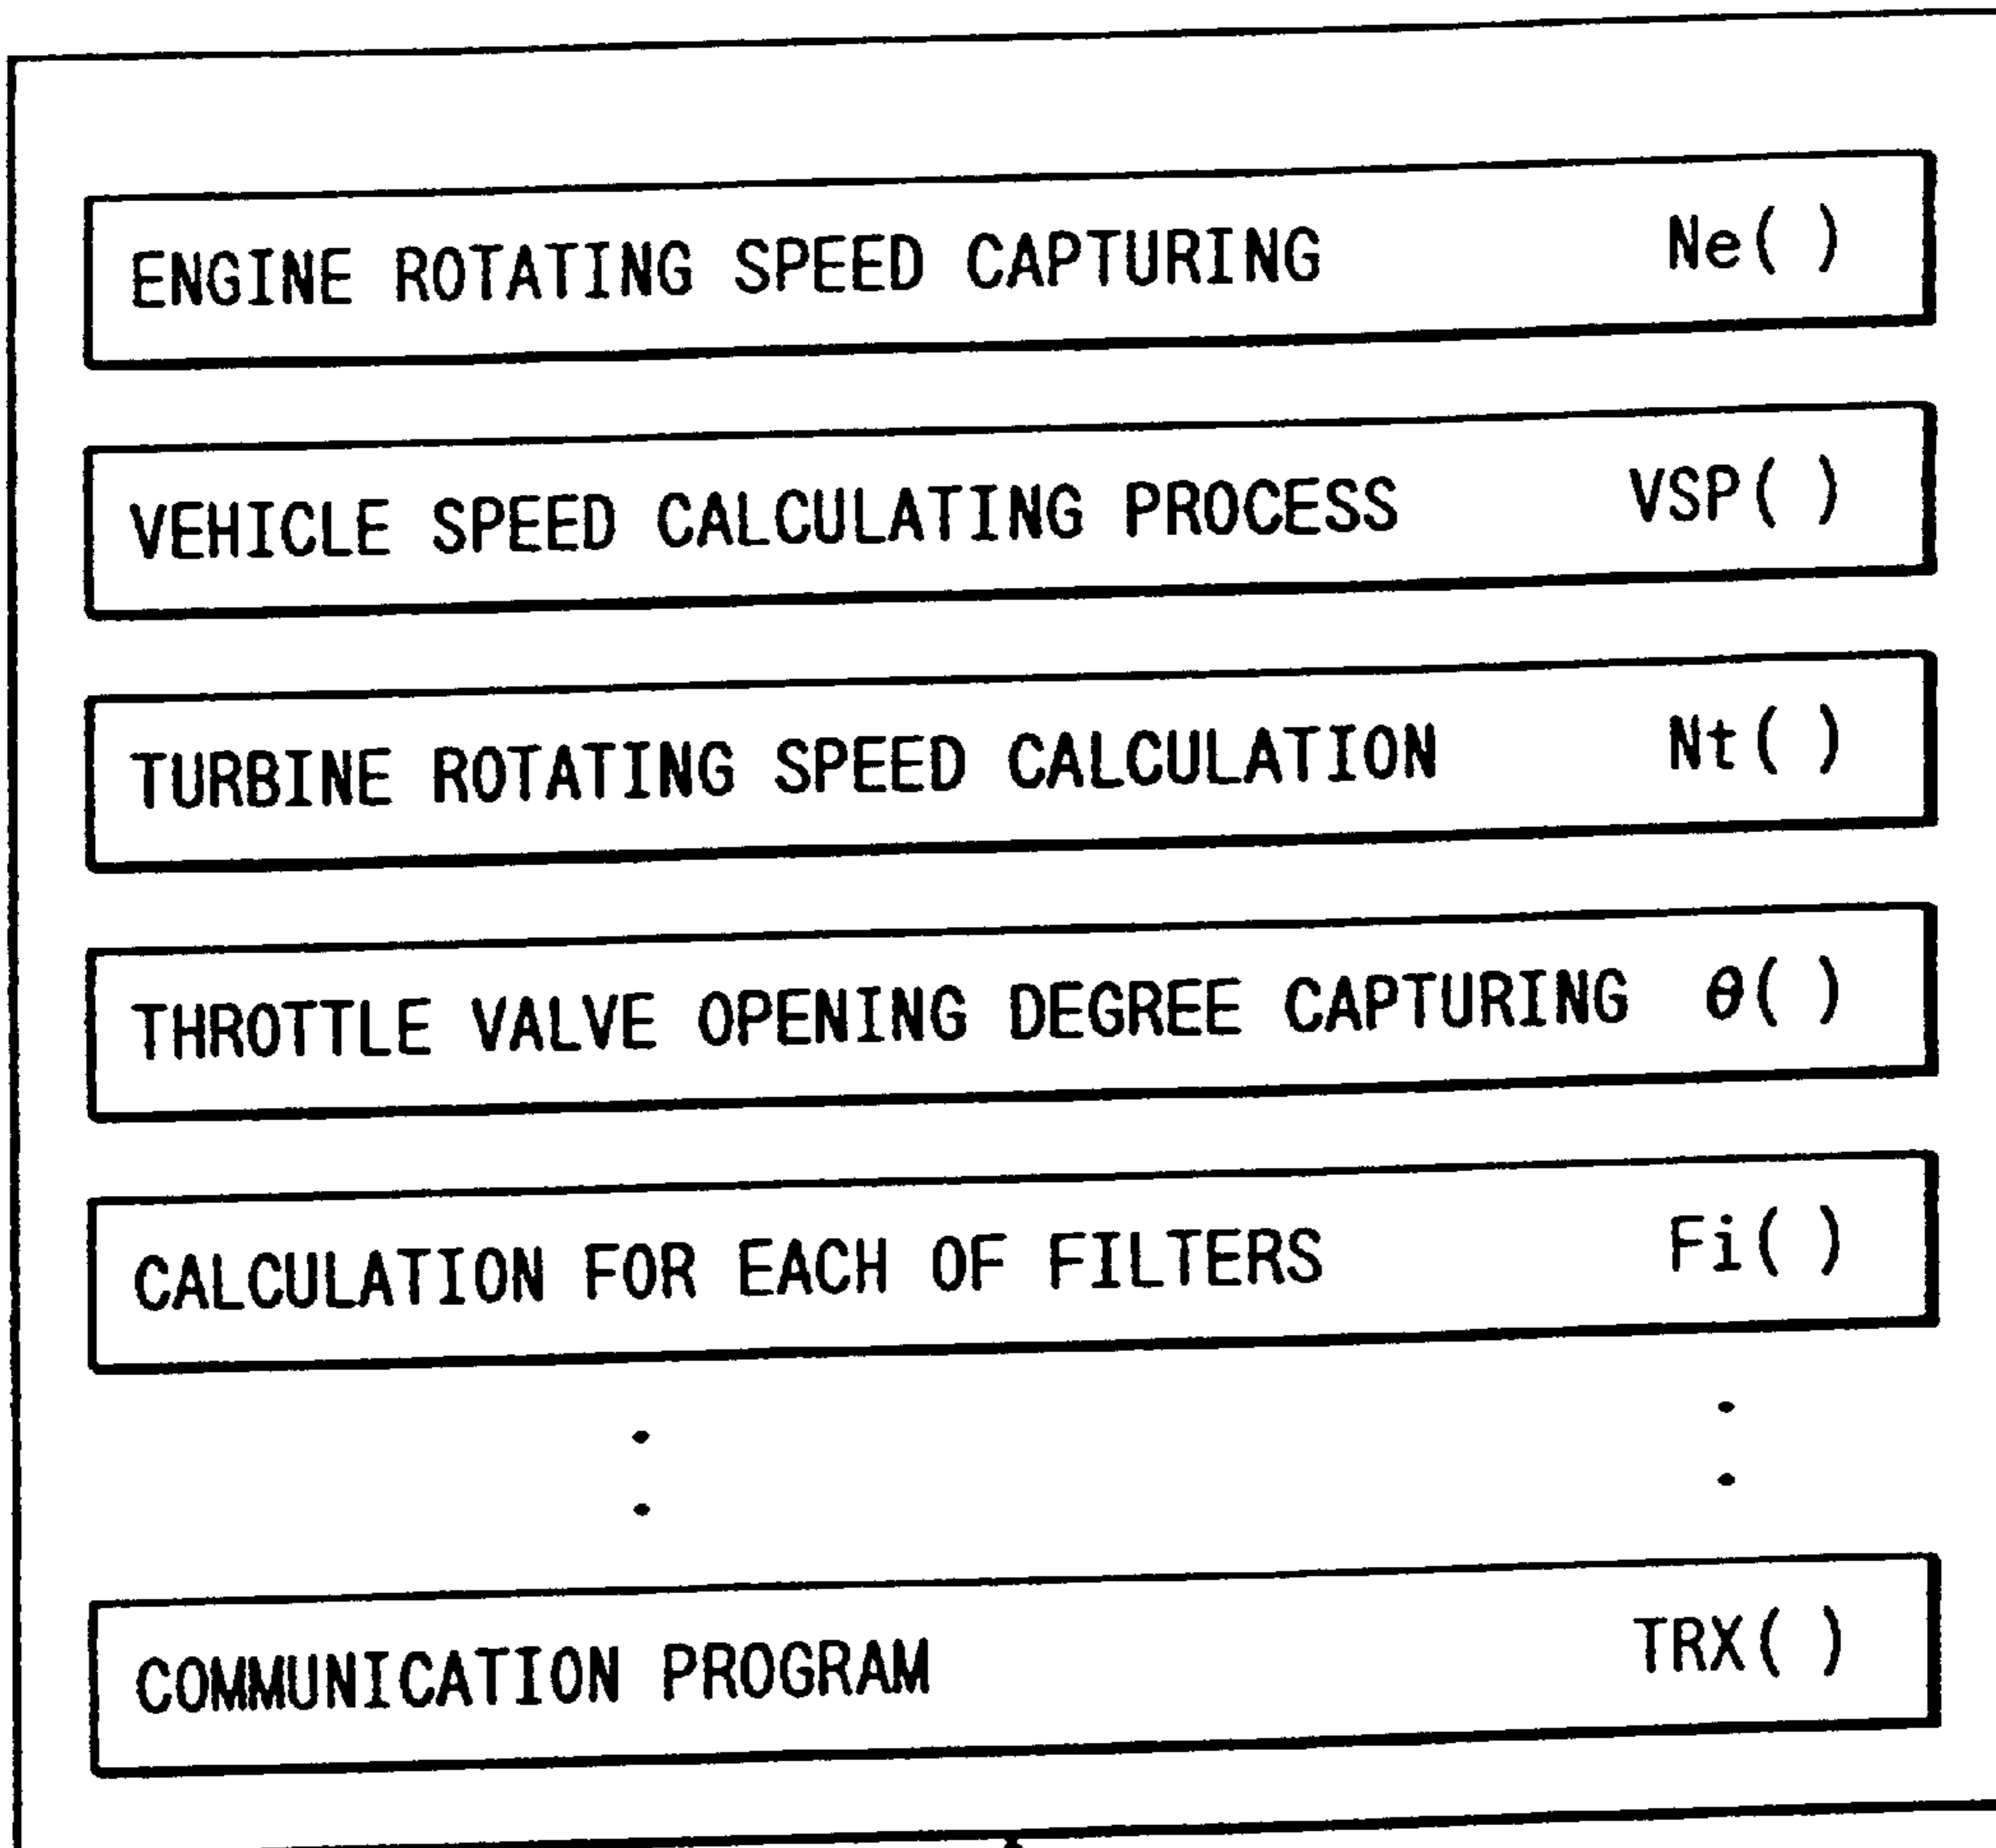 ENGINE ROTATING SPEED CAPTURING Ne( )
VEHICLE SPEED CALCULATING PROCESS VSP( )
TURBINE ROTATING SPEED CALCULATION Nt( )
THROTTLE VALVE OPENING DEGREE CAPTURING θ( )
CALCULATION FOR EACH OF FILTERS Fi( )
COMMUNICATION PROGRAM TRX( )